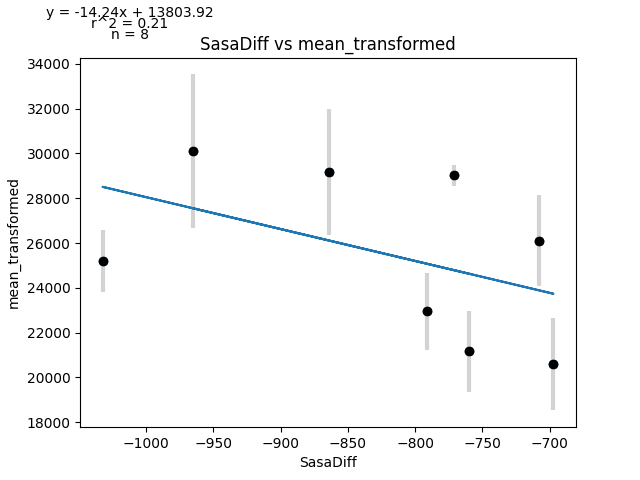 y = -14.24x + 13803.92
r^2 = 0.21
n = 8
SasaDiff vs mean_transformed
34000
32000
30000
28000
26000
24000
22000
20000
18000
mean_transformed
−1000 −950 −900 −850 −800 −750 −700
SasaDiff